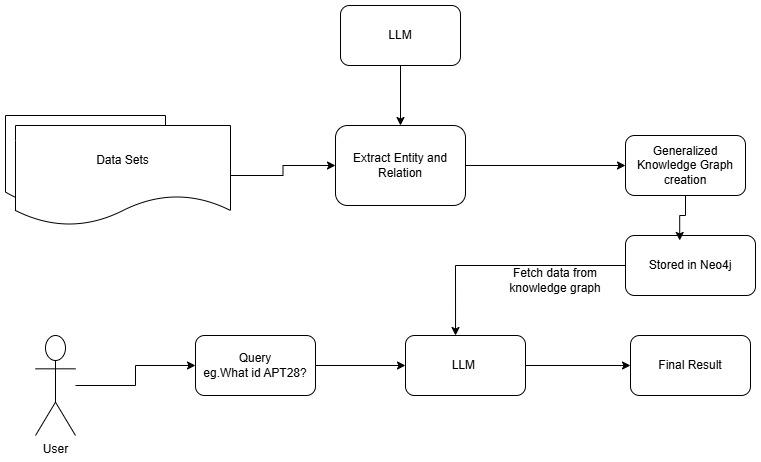 LLM
Data Sets
Extract Entity and
Relation
Generalized
Knowledge Graph
creation
Stored in Neo4j
Fetch data from
knowledge graph
Query
eg.What id APT28?
LLM
Final Result
User